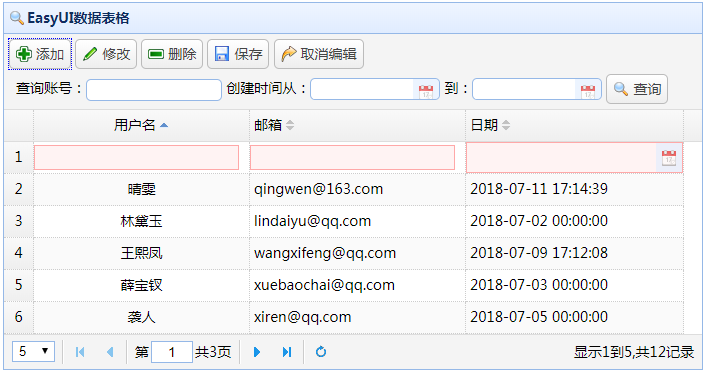 EasyUI数据表格
添加 修改 删除 保存 取消编辑
查询账号： 创建时间从： 到： 查询
用户名 邮箱 日期
1
2 晴雯 qingwen@163.com 2018-07-11 17:14:39
3 林黛玉 lindaiyu@qq.com 2018-07-02 00:00:00
4 王熙凤 wangxifeng@qq.com 2018-07-09 17:12:08
5 薛宝钗 xuebaochai@qq.com 2018-07-03 00:00:00
6 袭人 xiren@qq.com 2018-07-05 00:00:00
5 第 1 共3页 显示1到5,共12记录